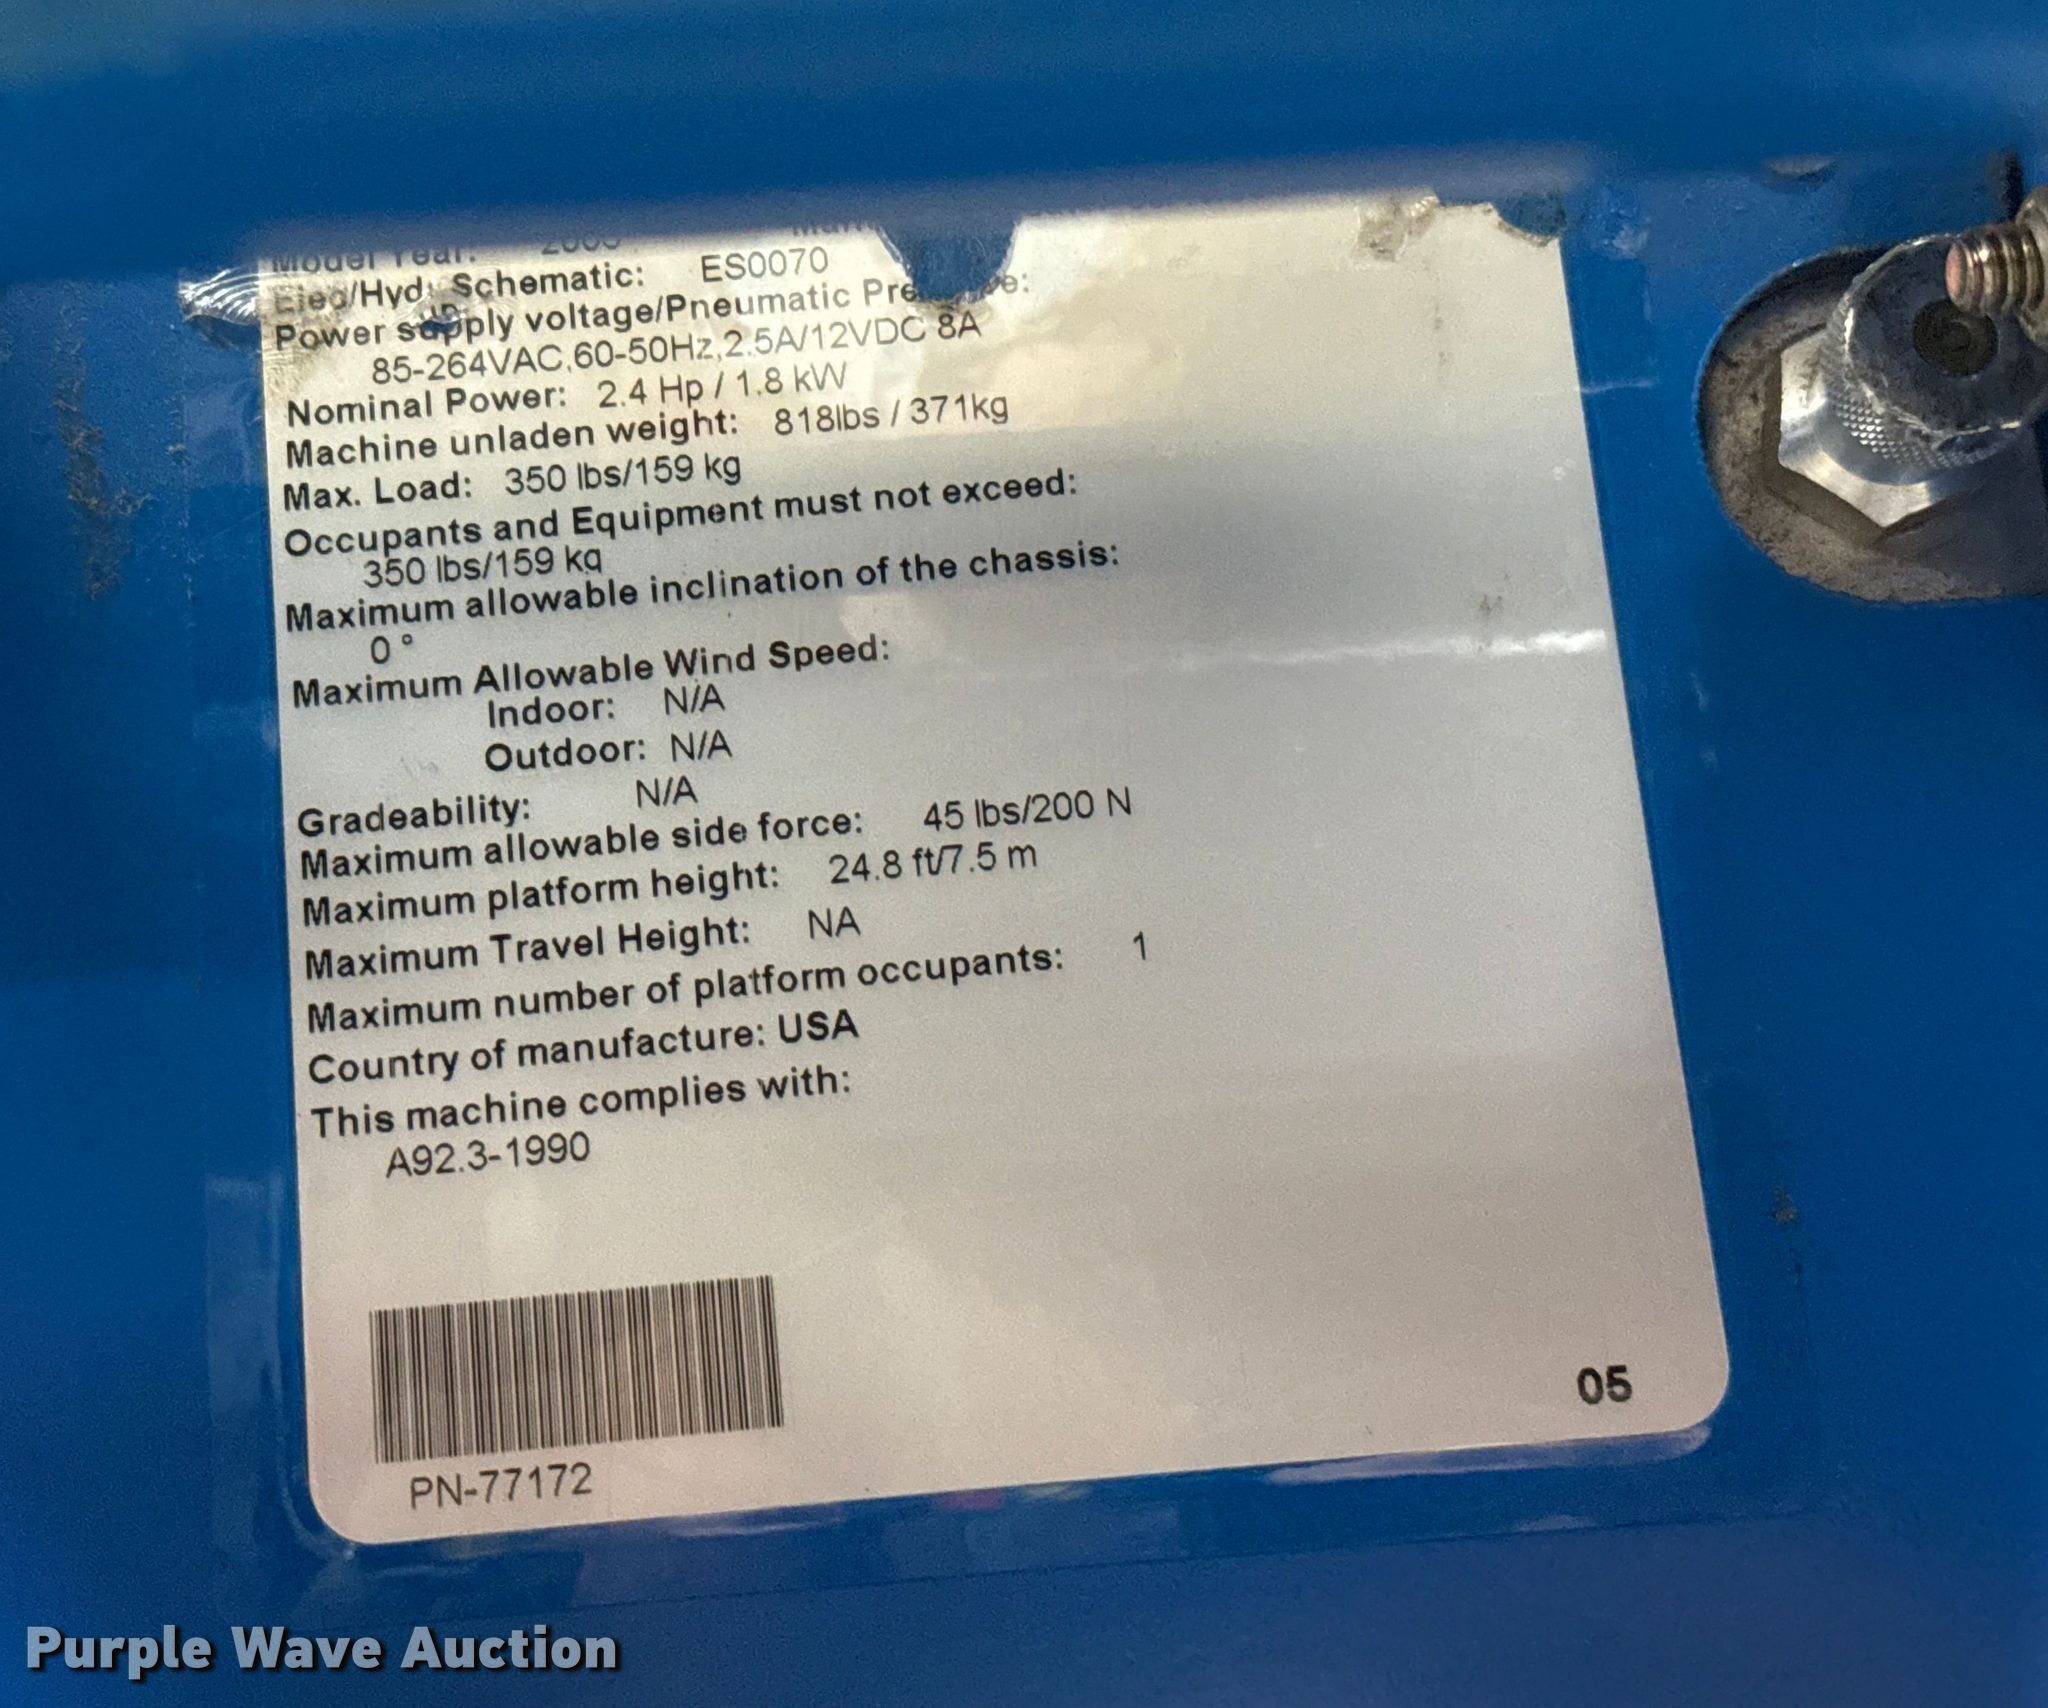 Model Year:
Elec/Hyd. Schematic: ES0070
Power supply voltage/Pneumatic
85-264VAC,60-50Hz,2.5A/12VDC 8A
Nominal Power: 2.4 Hp / 1.8 kW
Machine unladen weight: 818lbs / 371kg
Max. Load: 350 lbs/159 kg
Occupants and Equipment must not exceed:
350 lbs/159 kg
Maximum allowable inclination of the chassis:
0 °
Maximum Allowable Wind Speed:
Indoor: N/A
Outdoor: N/A
Gradeability: N/A
Maximum allowable side force: 45 lbs/200 N
Maximum platform height: 24.8 ft/7.5 m
Maximum Travel Height: NA
Maximum number of platform occupants: 1
Country of manufacture: USA
This machine complies with:
A92.3-1990
PN-77172
05
Purple Wave Auction